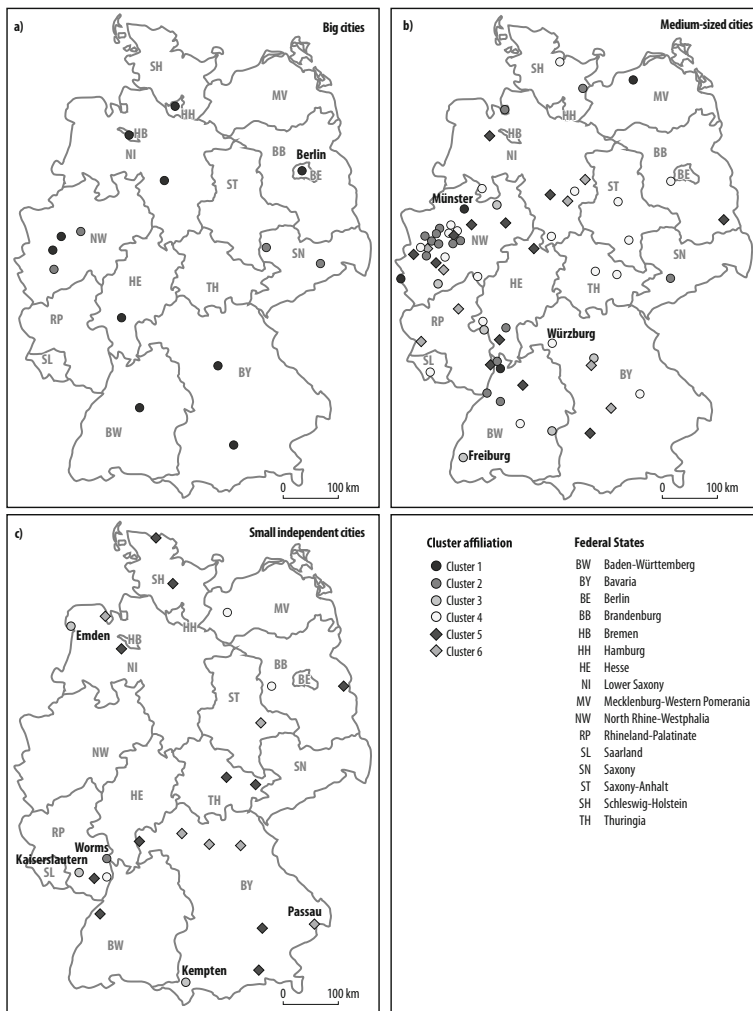 a) Big cities
SH
MV
HH
HB
NI
BB
Berlin
BE
ST
NW
SN
HE
TH
RP
SL
BY
BW
0 100 km
b) Medium-sized cities
SH
MV
HH
HB
NI
BB
BE
ST
Münster
NW
SN
HE
TH
RP
Würzburg
SL
BY
BW
Freiburg
0 100 km
c) Small independent cities
SH
MV
HH
Emden
HB
NI
BB
BE
ST
NW
SN
HE
TH
RP
Worms
Kaiserslautern
SL
BY
Passau
BW
Kempten
0 100 km
Cluster affiliation
Cluster 1
Cluster 2
Cluster 3
Cluster 4
Cluster 5
Cluster 6
Federal States
BW Baden-Württemberg
BY Bavaria
BE Berlin
BB Brandenburg
HB Bremen
HH Hamburg
HE Hesse
NI Lower Saxony
MV Mecklenburg-Western Pomerania
NW North Rhine-Westphalia
RP Rhineland-Palatinate
SL Saarland
SN Saxony
ST Saxony-Anhalt
SH Schleswig-Holstein
TH Thuringia